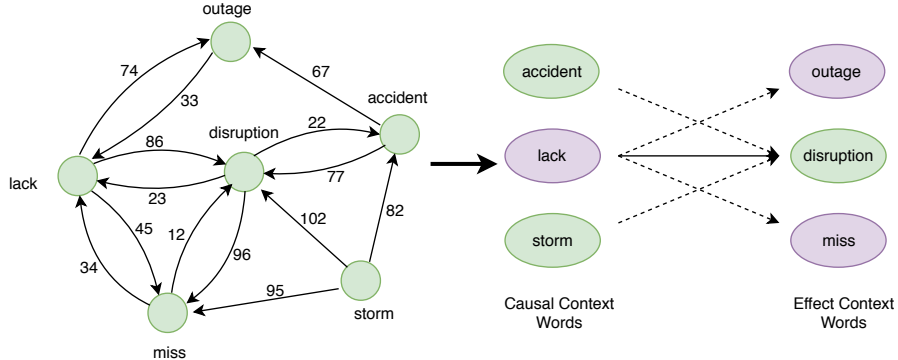 outage
74
67
33
accident
disruption
22
86
lack
23
77
45
12
102
82
34
96
95
storm
miss
accident
outage
lack
disruption
storm
miss
Causal Context
Words
Effect Context
Words